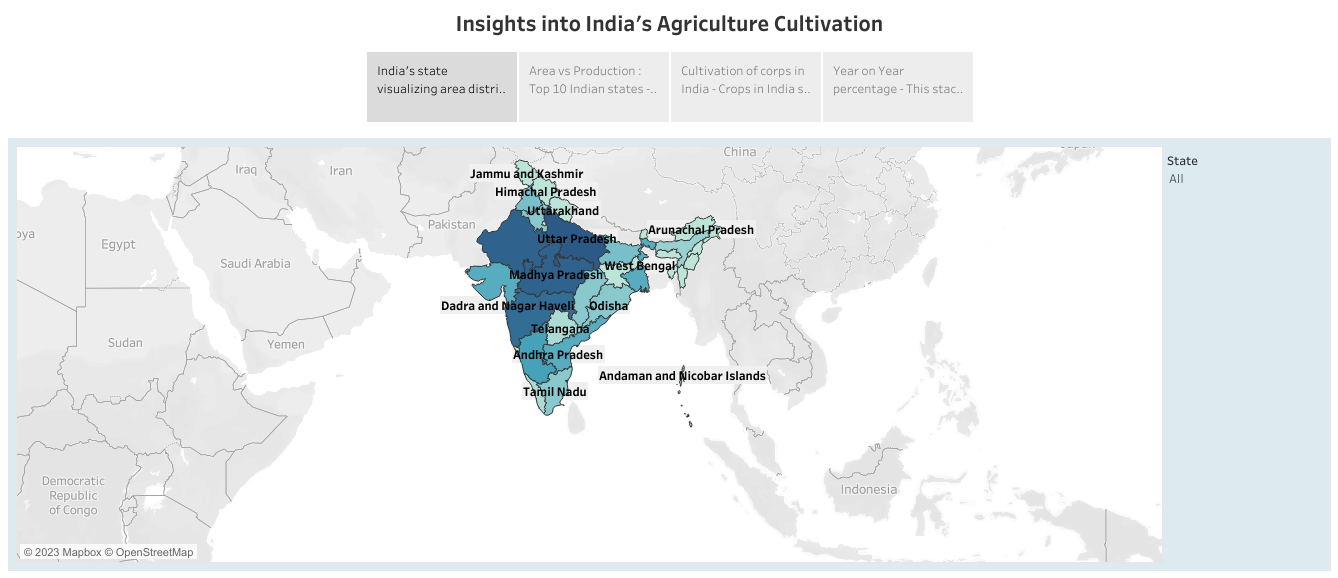 Insights into India's Agriculture Cultivation
India's state
visualizing area distri..
Area vs Production :
Top 10 Indian states -..
Cultivation of corps in
India - Crops in India s..
Year on Year
percentage - This stac..
China
State
All
Iraq
Iran
Jammu and Kashmir
Himachal Pradesh
Uttarakhand
Pakistan
Arunachal Pradesh
Egypt
Uttar Pradesh
Saudi Arabia
West Bengal
Madhya Pradesh
Dadra and Nagar Haveli
Odisha
Telangana
Sudan
Yemen
Andhra Pradesh
Andaman and Nicobar Islands
Tamil Nadu
Democratic
Republic
of Congo
Indonesia
© 2023 Mapbox © OpenStreetMap